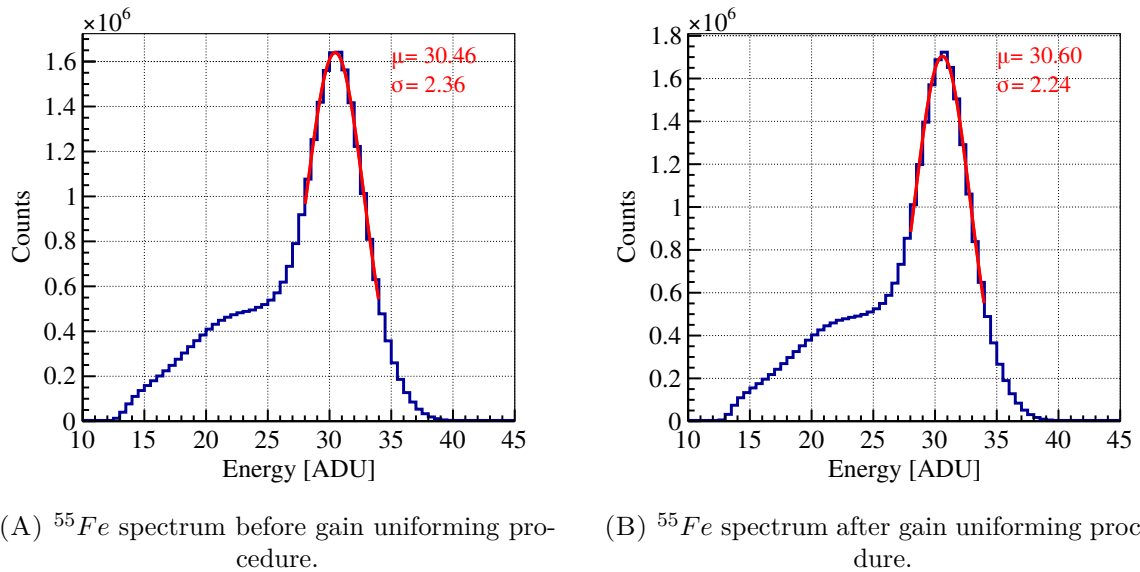 ×10⁶
μ= 30.46
σ= 2.36
1.6
1.4
1.2
1
0.8
0.6
0.4
0.2
0
10 15 20 25 30 35 40 45
Counts
Energy [ADU]
(A) ⁵⁵Fe spectrum before gain uniforming pro-
cedure.
×10⁶
μ= 30.60
σ= 2.24
1.8
1.6
1.4
1.2
1
0.8
0.6
0.4
0.2
0
10 15 20 25 30 35 40 45
Counts
Energy [ADU]
(B) ⁵⁵Fe spectrum after gain uniforming proc
dure.